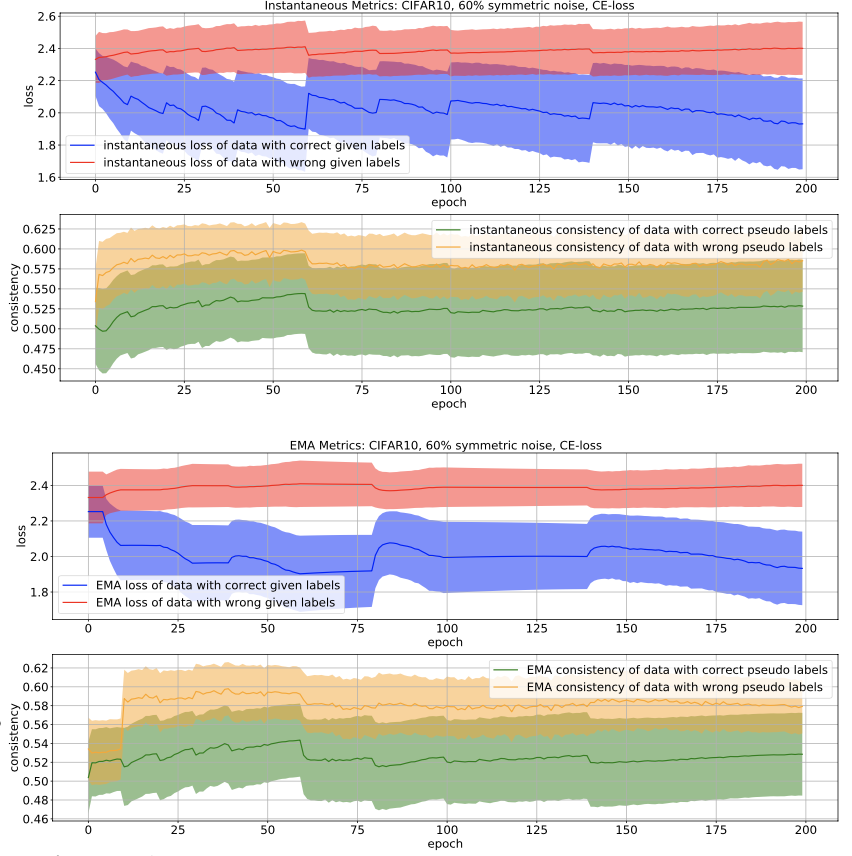 Instantaneous Metrics: CIFAR10, 60% symmetric noise, CE-loss
2.6
2.4
2.2
2.0
1.8
1.6
loss
instantaneous loss of data with correct given labels
instantaneous loss of data with wrong given labels
0 25 50 75 100 125 150 175 200
epoch
0.625
0.600
0.575
0.550
0.525
0.500
0.475
0.450
consistency
instantaneous consistency of data with correct pseudo labels
instantaneous consistency of data with wrong pseudo labels
0 25 50 75 100 125 150 175 200
epoch
EMA Metrics: CIFAR10, 60% symmetric noise, CE-loss
2.4
2.2
2.0
1.8
loss
EMA loss of data with correct given labels
EMA loss of data with wrong given labels
0 25 50 75 100 125 150 175 200
epoch
0.62
0.60
0.58
0.56
0.54
0.52
0.50
0.48
0.46
consistency
EMA consistency of data with correct pseudo labels
EMA consistency of data with wrong pseudo labels
0 25 50 75 100 125 150 175 200
epoch